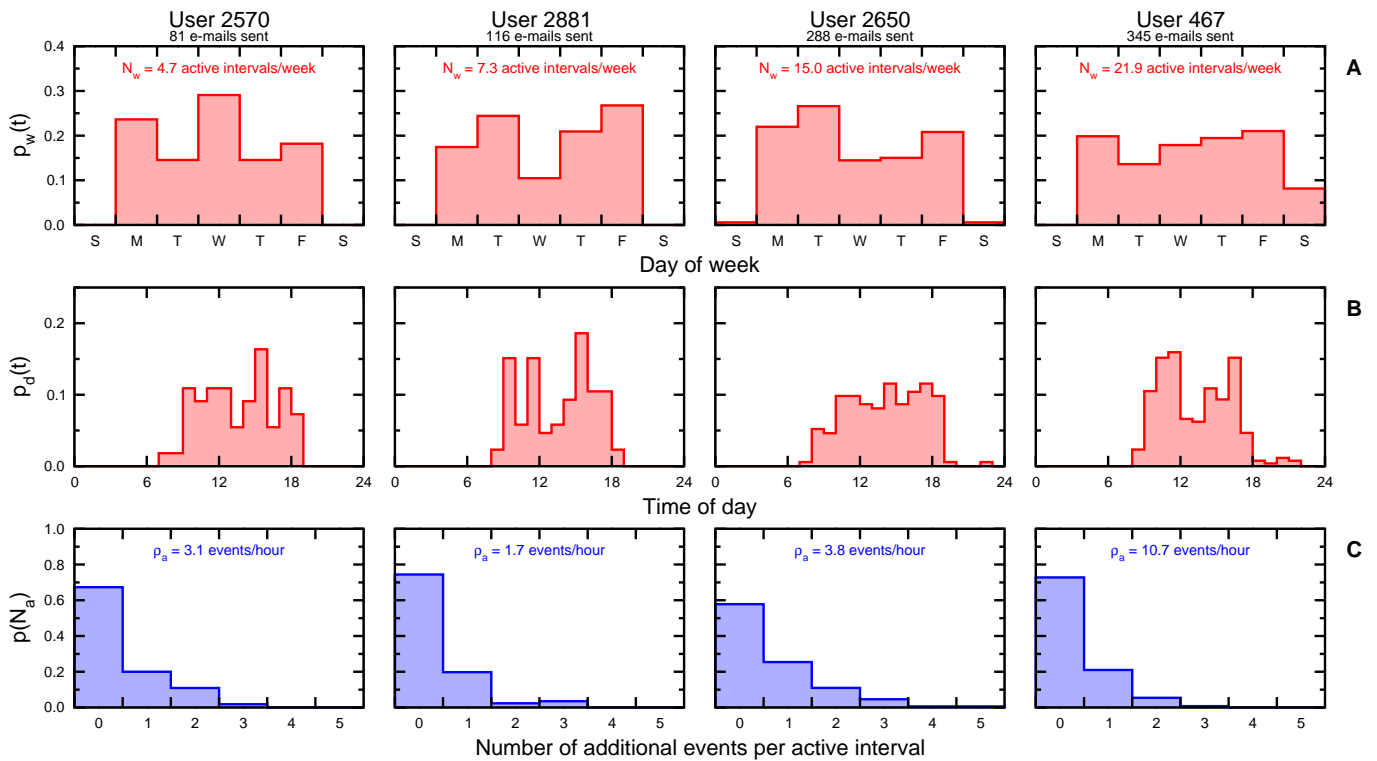 User 2570 User 2881 User 2650 User 467
81 e-mails sent 116 e-mails sent 288 e-mails sent 345 e-mails sent
N_w = 4.7 active intervals/week N_w = 7.3 active intervals/week N_w = 15.0 active intervals/week N_w = 21.9 active intervals/week
A
p_w(t)
0.4
0.3
0.2
0.1
0.0
S M T W T F S S M T W T F S S M T W T F S S M T W T F S
Day of week
B
p_d(t)
0.2
0.1
0.0
0 6 12 18 24 0 6 12 18 24 0 6 12 18 24 0 6 12 18 24
Time of day
C
ρ_a = 3.1 events/hour ρ_a = 1.7 events/hour ρ_a = 3.8 events/hour ρ_a = 10.7 events/hour
p(N_a)
1.0
0.8
0.6
0.4
0.2
0.0
0 1 2 3 4 5 0 1 2 3 4 5 0 1 2 3 4 5 0 1 2 3 4 5
Number of additional events per active interval